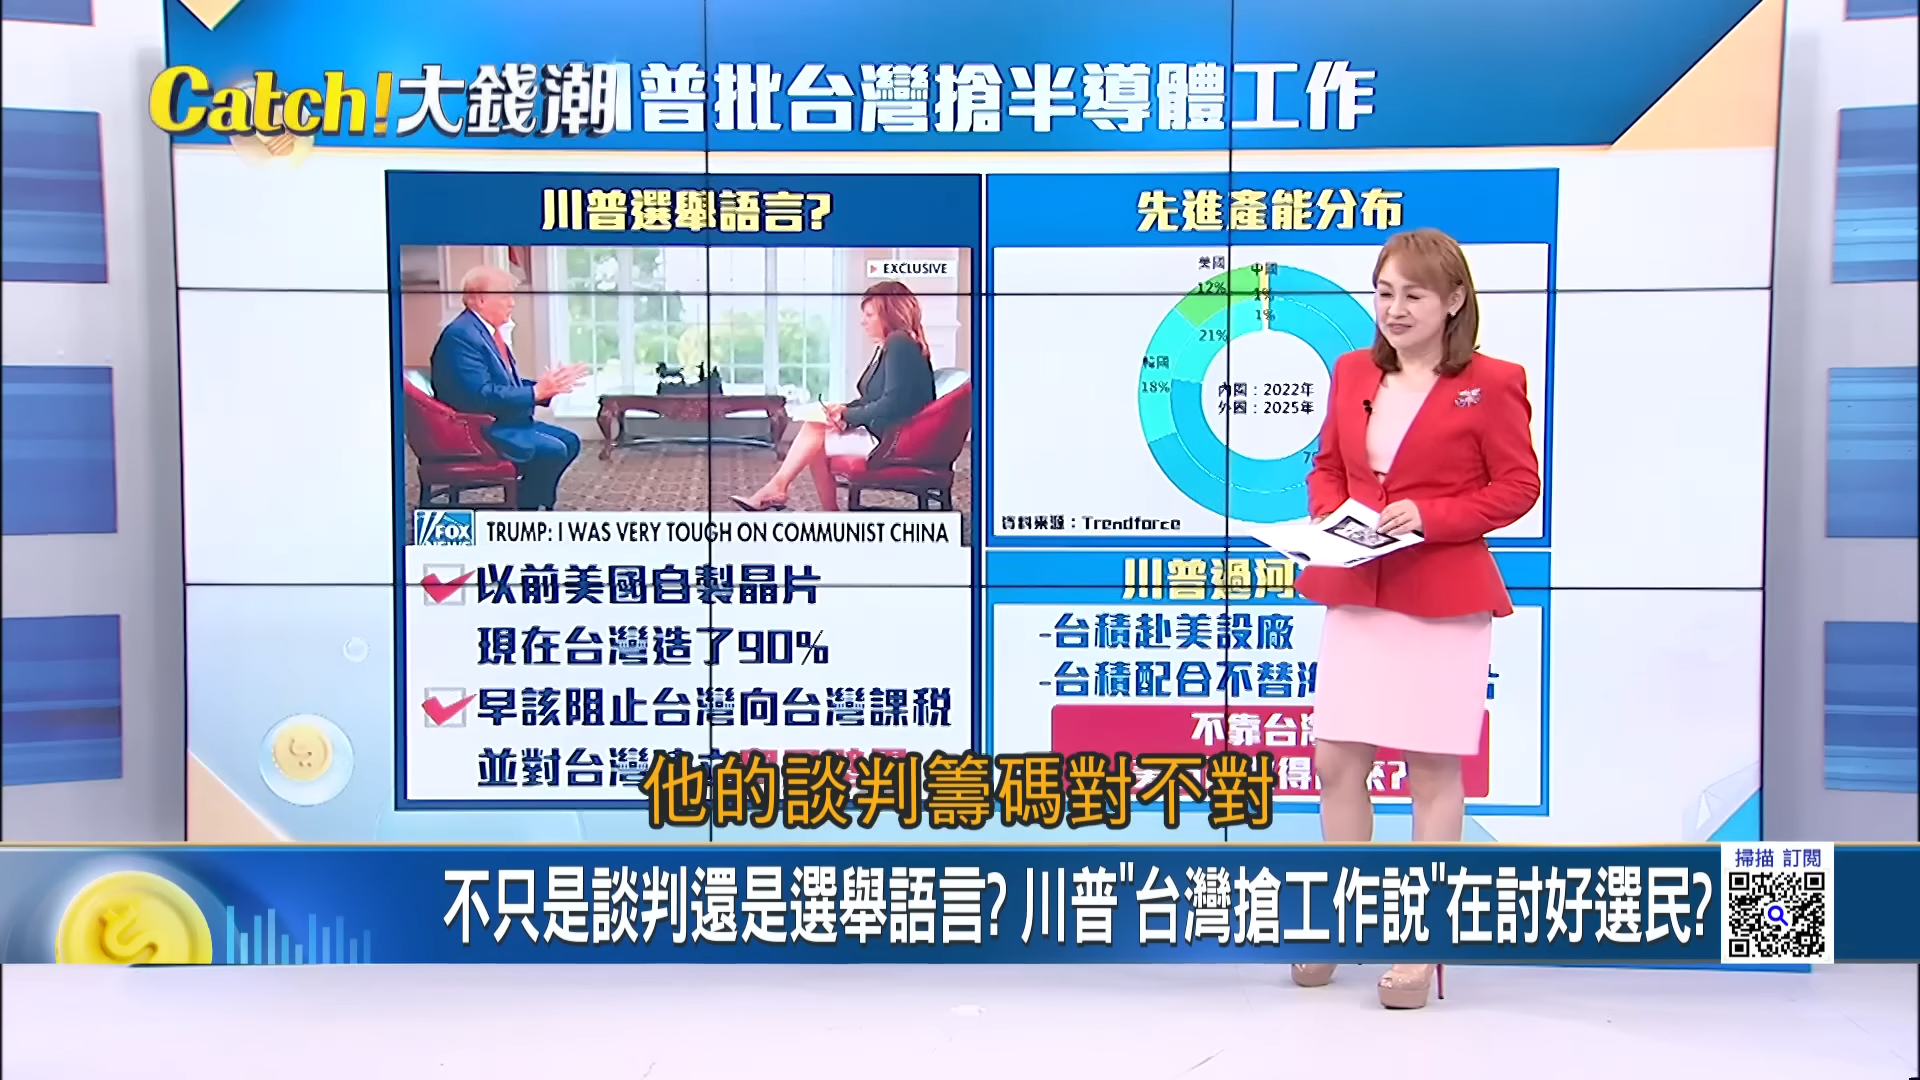 Catch!大錢潮
普批台灣搶半導體工作
川普選舉語言?
EXCLUSIVE
FOX NEWS
TRUMP: I WAS VERY TOUGH ON COMMUNIST CHINA
以前美國自製晶片
現在台灣造了90%
早該阻止台灣向台灣課稅
並對台灣
先進產能分布
美國
12%
中國
1%
1%
21%
韓國
18%
內圈：2022年
外圈：2025年
資料來源：Trendforce
川普過河
-台積赴美設廠
-台積配合不替
不靠台
他的談判籌碼對不對
不只是談判還是選舉語言? 川普"台灣搶工作說"在討好選民?
掃描 訂閱